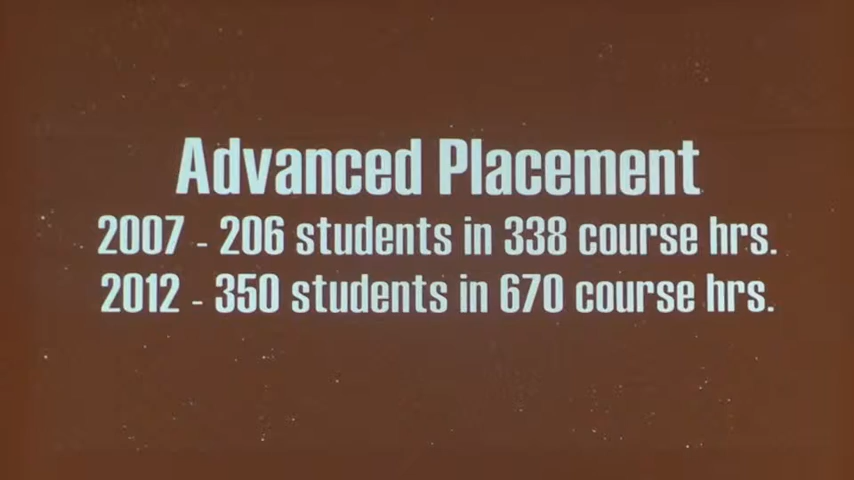 Advanced Placement
2007 - 206 students in 338 course hrs.
2012 - 350 students in 670 course hrs.